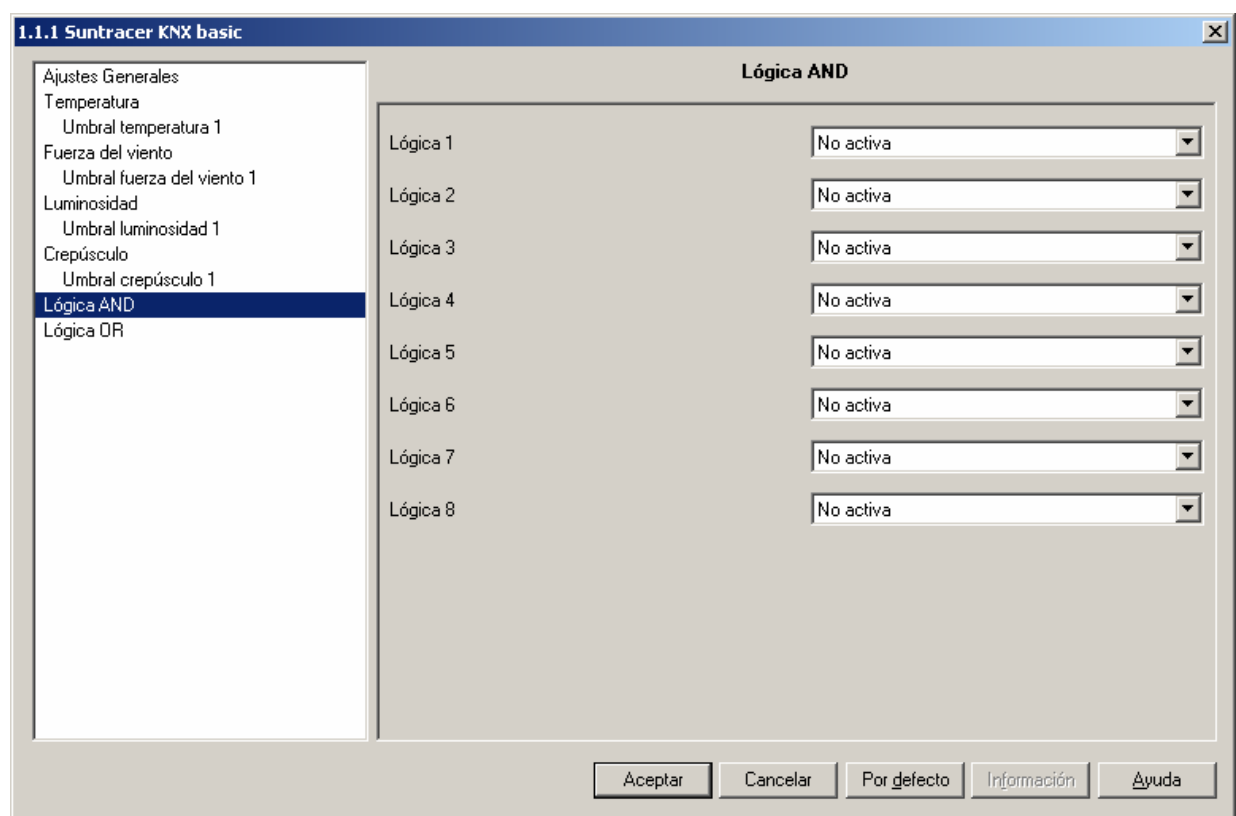 1.1.1 Suntracer KNX basic
Ajustes Generales
Temperatura
Umbral temperatura 1
Fuerza del viento
Umbral fuerza del viento 1
Luminosidad
Umbral luminosidad 1
Crepúsculo
Umbral crepúsculo 1
Lógica AND
Lógica OR
Lógica AND
Lógica 1 No activa
Lógica 2 No activa
Lógica 3 No activa
Lógica 4 No activa
Lógica 5 No activa
Lógica 6 No activa
Lógica 7 No activa
Lógica 8 No activa
Aceptar Cancelar Por defecto Información Ayuda